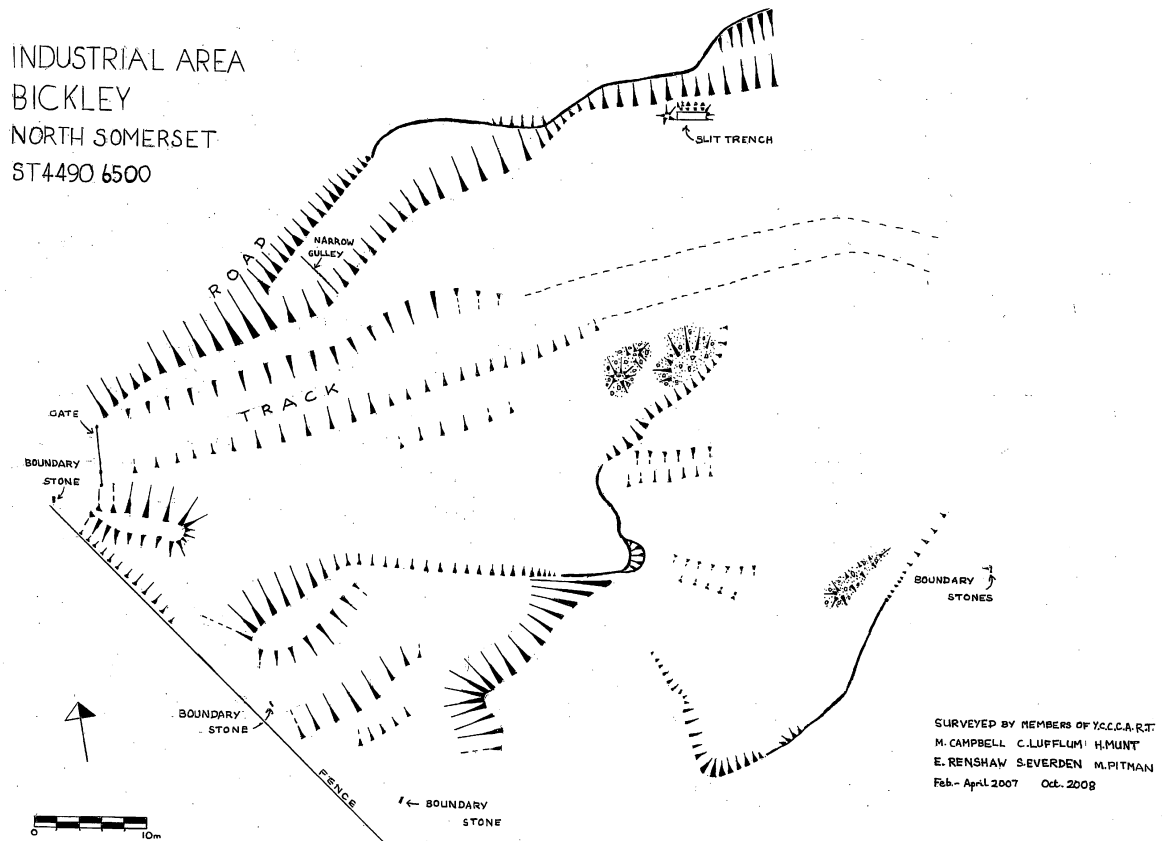 INDUSTRIAL AREA
BICKLEY
NORTH SOMERSET
ST4490 6500
SLIT TRENCH
ROAD
NARROW
GULLEY
TRACK
GATE
BOUNDARY
STONE
BOUNDARY
STONES
BOUNDARY
STONE
FENCE
BOUNDARY
STONE
SURVEYED BY MEMBERS OF Y.C.C.C.A.R.T.
M. CAMPBELL C. LUFFLUM H. MUNT
E. RENSHAW S. EVERDEN M. PITMAN
Feb. - April 2007 Oct. 2008
0 10m